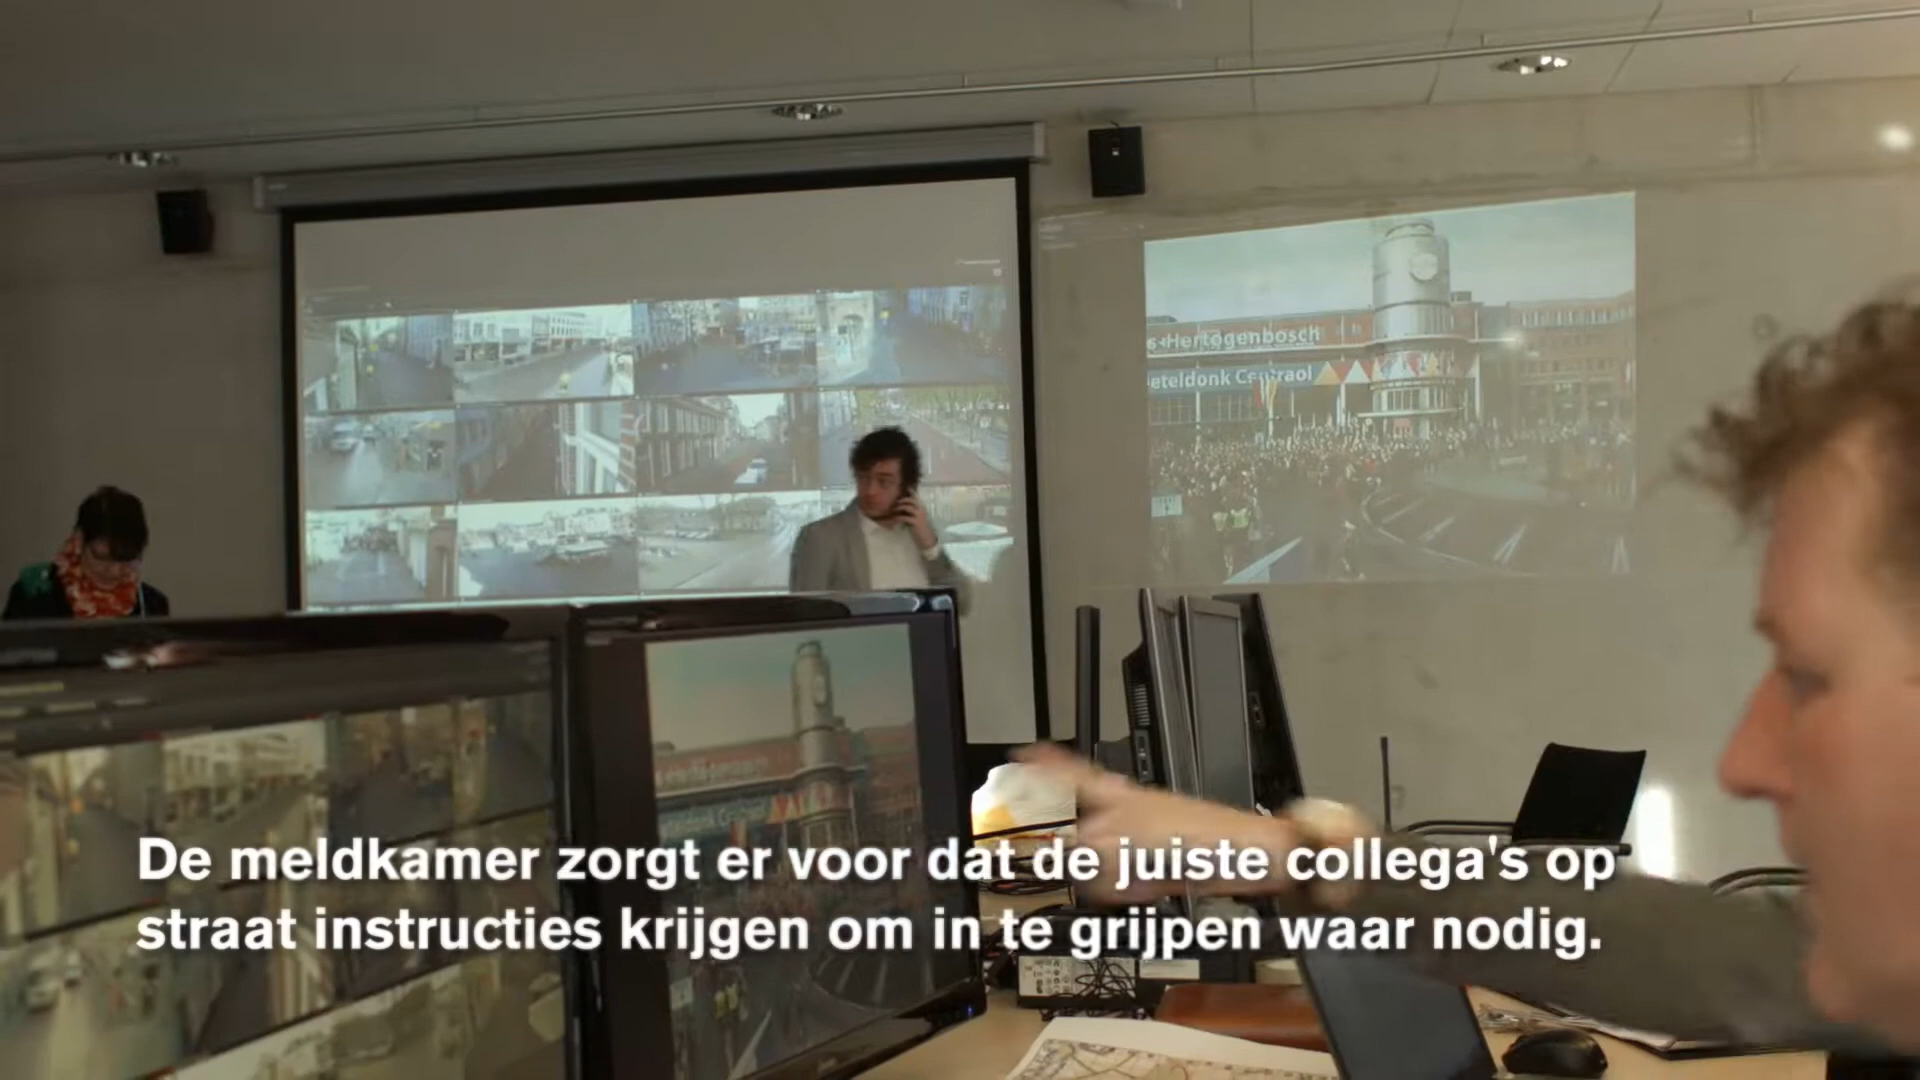 s-Hertogenbosch
eteldonk Centraol
De meldkamer zorgt er voor dat de juiste collega's op
straat instructies krijgen om in te grijpen waar nodig.